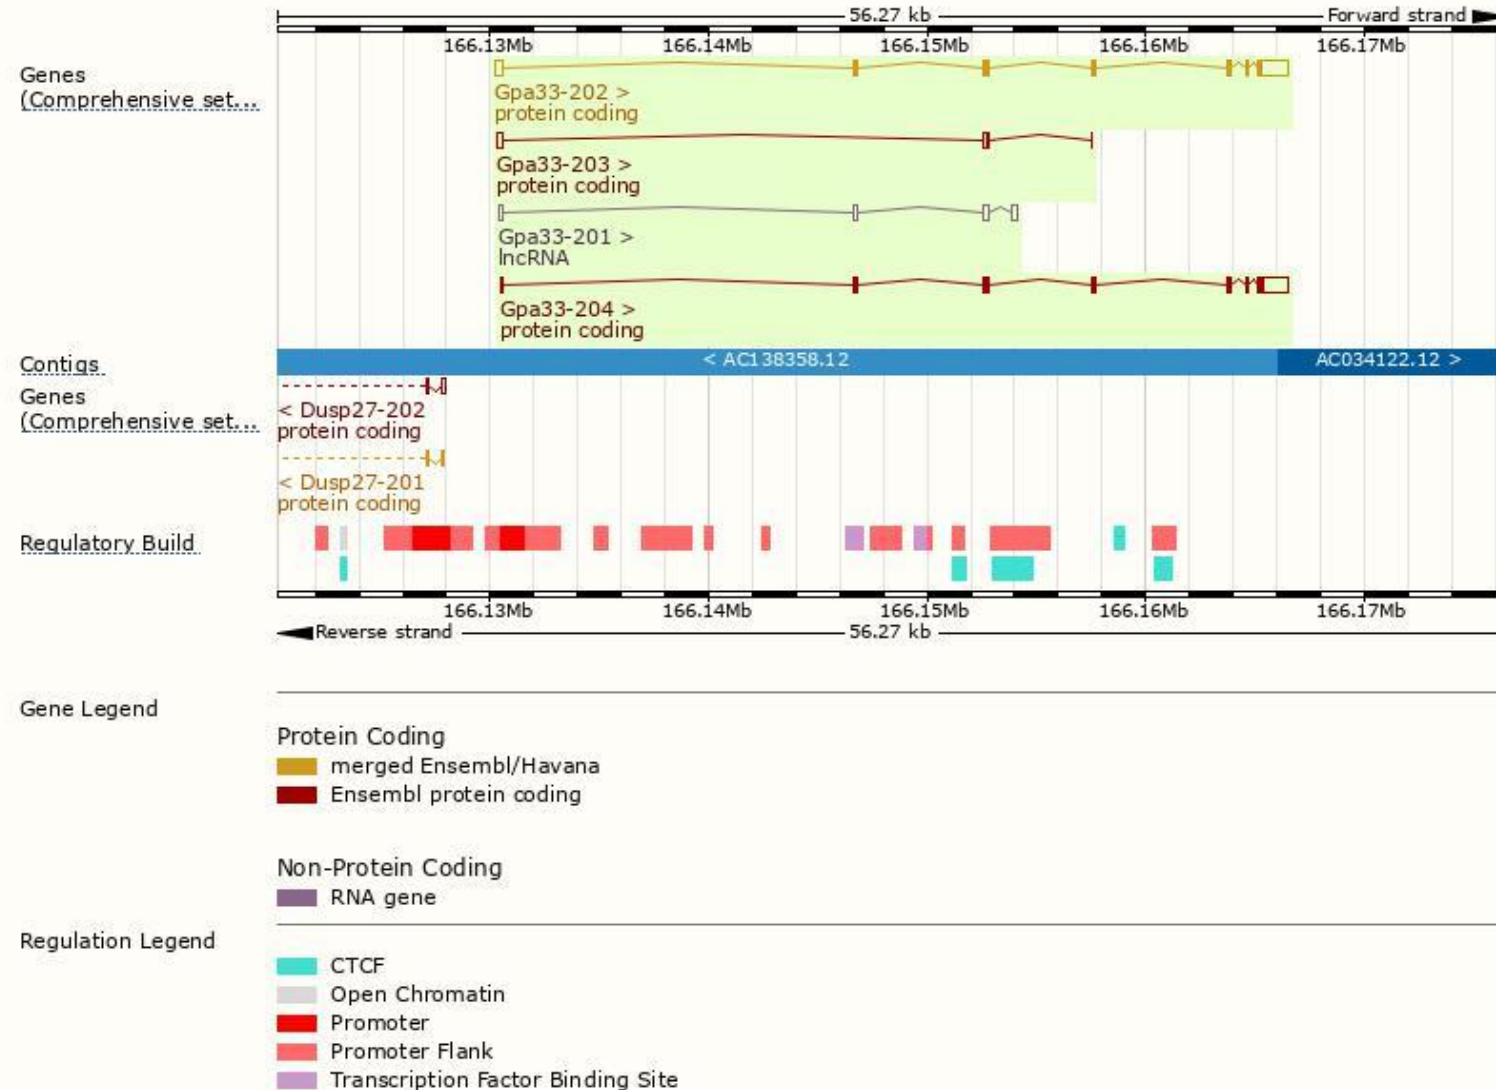 56.27 kb Forward strand
166.13Mb 166.14Mb 166.15Mb 166.16Mb 166.17Mb
Genes
(Comprehensive set...
Gpa33-202 >
protein coding
Gpa33-203 >
protein coding
Gpa33-201 >
lncRNA
Gpa33-204 >
protein coding
Contigs
< AC138358.12 AC034122.12 >
Genes
(Comprehensive set...
< Dusp27-202
protein coding
< Dusp27-201
protein coding
Regulatory Build
166.13Mb 166.14Mb 166.15Mb 166.16Mb 166.17Mb
Reverse strand 56.27 kb
Gene Legend
Protein Coding
merged Ensembl/Havana
Ensembl protein coding
Non-Protein Coding
RNA gene
Regulation Legend
CTCF
Open Chromatin
Promoter
Promoter Flank
Transcription Factor Binding Site